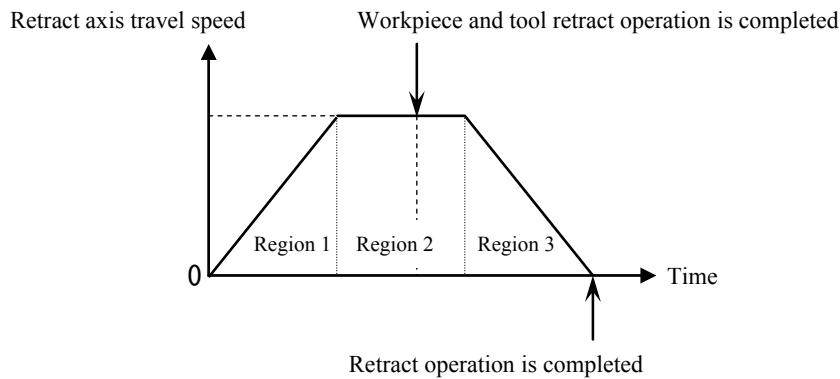 Retract axis travel speed
Workpiece and tool retract operation is completed
Region 1
Region 2
Region 3
0
Time
Retract operation is completed